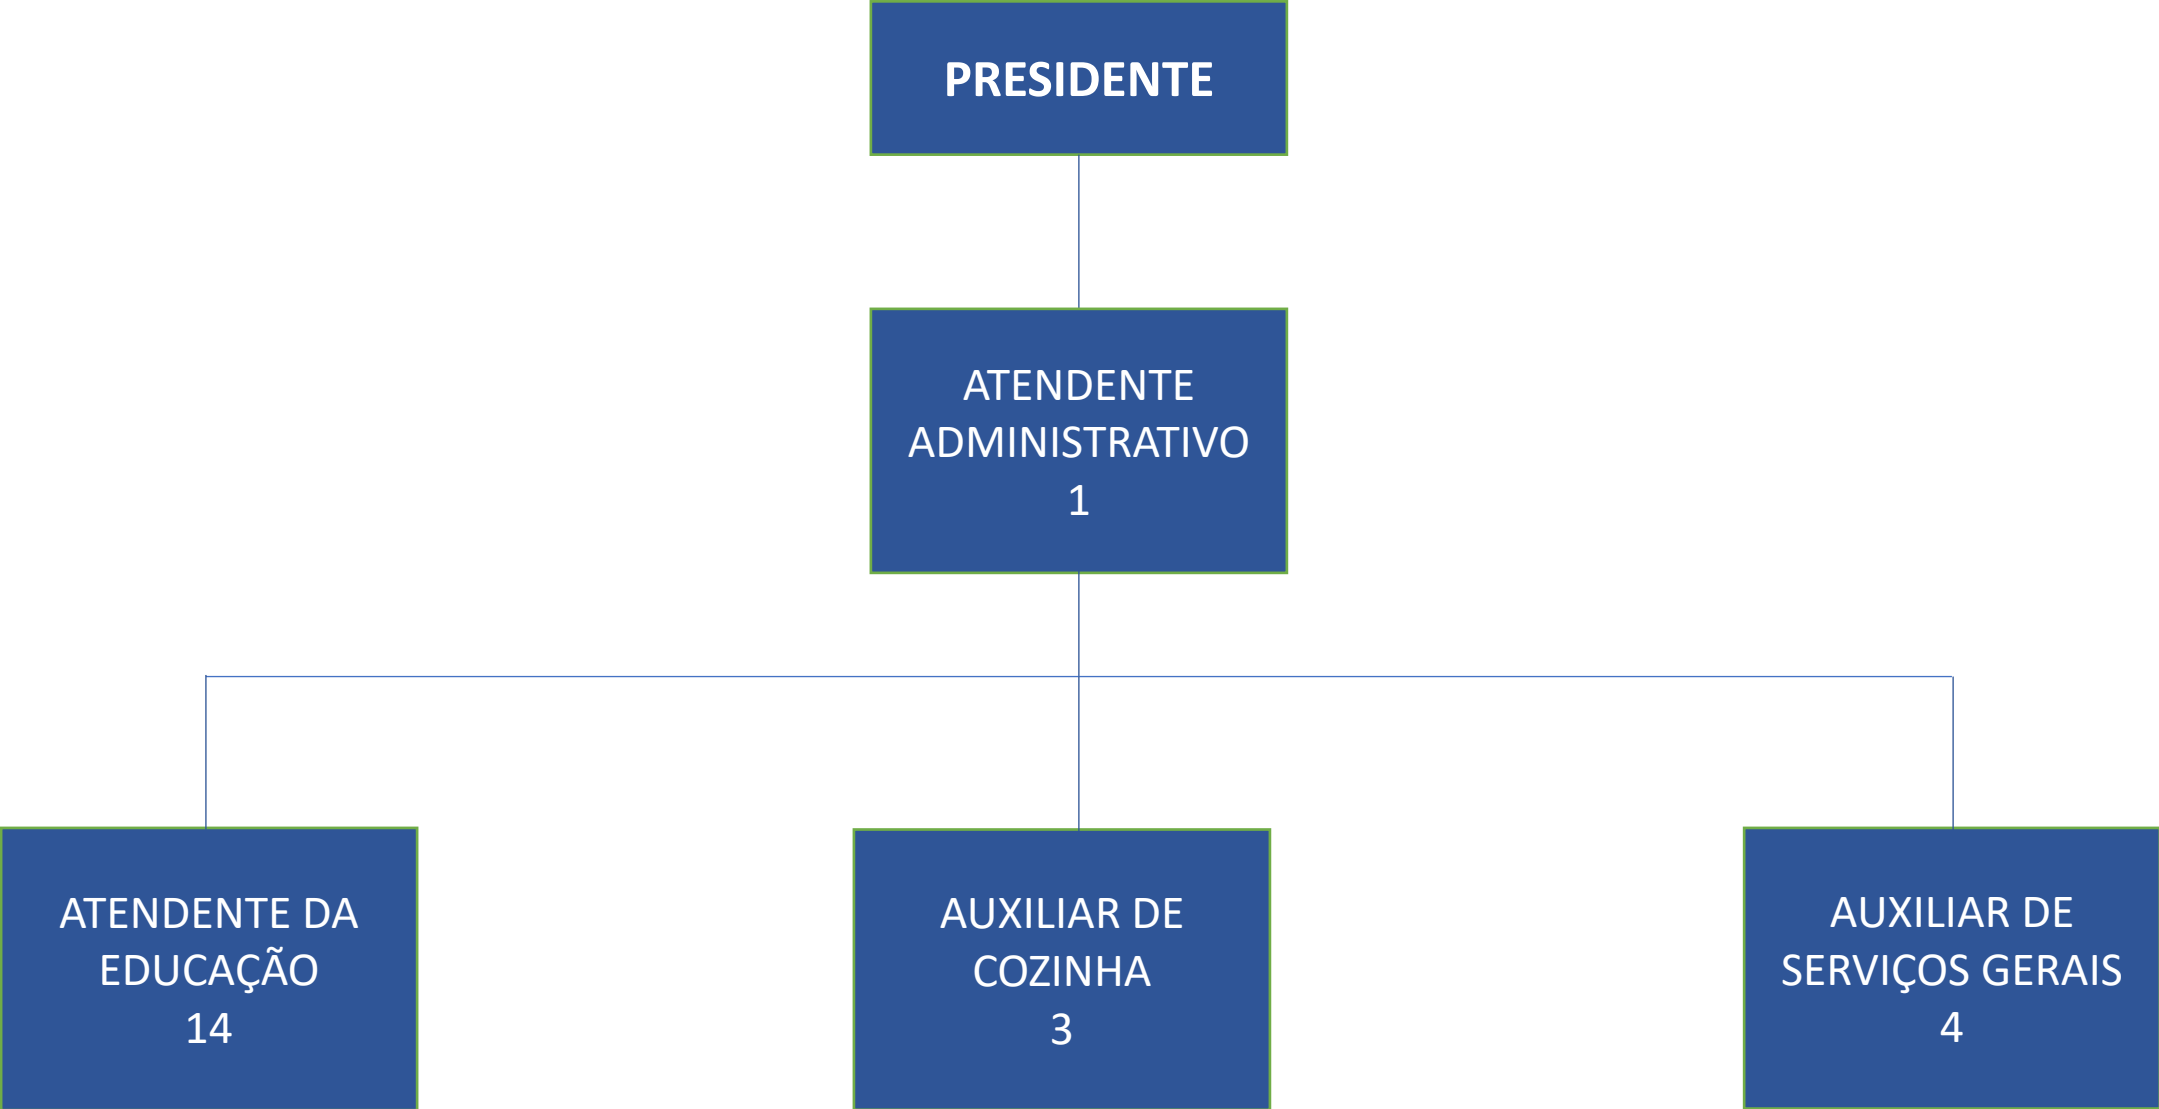 PRESIDENTE
ATENDENTE
ADMINISTRATIVO
1
ATENDENTE DA
EDUCAÇÃO
14
AUXILIAR DE
COZINHA
3
AUXILIAR DE
SERVIÇOS GERAIS
4